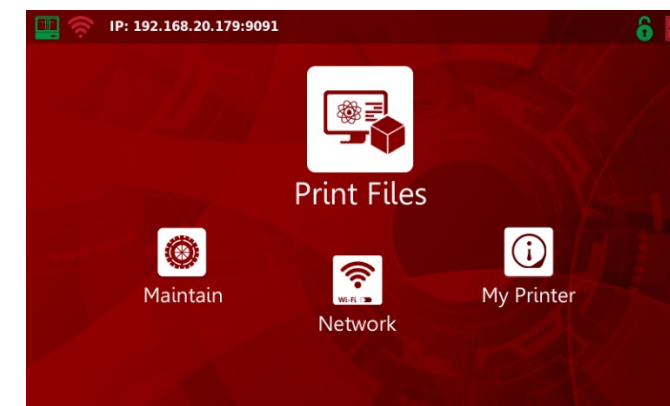 IP: 192.168.20.179:9091
Print Files
Maintain
Wi-Fi
Network
My Printer